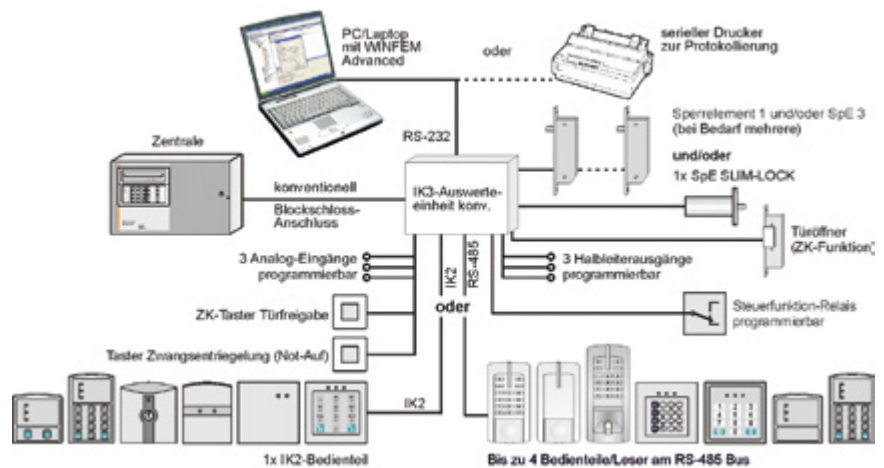 PC/Laptop
mit WINFEM
Advanced
oder
serieller Drucker
zur Protokollierung
RS-232
Sperrelement 1 und/oder SpE 3
(bei Bedarf mehrere)
und/oder
1x SpE SLIM-LOCK
Zentrale
konventionell
Blockschloss-
Anschluss
IK3-Auswerte-
einheit konv.
Türöffner
(ZK-Funktion)
3 Analog-Eingänge
programmierbar
IK2
RS-485
3 Halbleiterausgänge
programmierbar
oder
ZK-Taster Türfreigabe
Steuerfunktion-Relais
programmierbar
Taster Zwangsentriegelung (Not-Auf)
IK2
1x IK2-Bedienteil
Bis zu 4 Bedienteile/Leser am RS-485 Bus